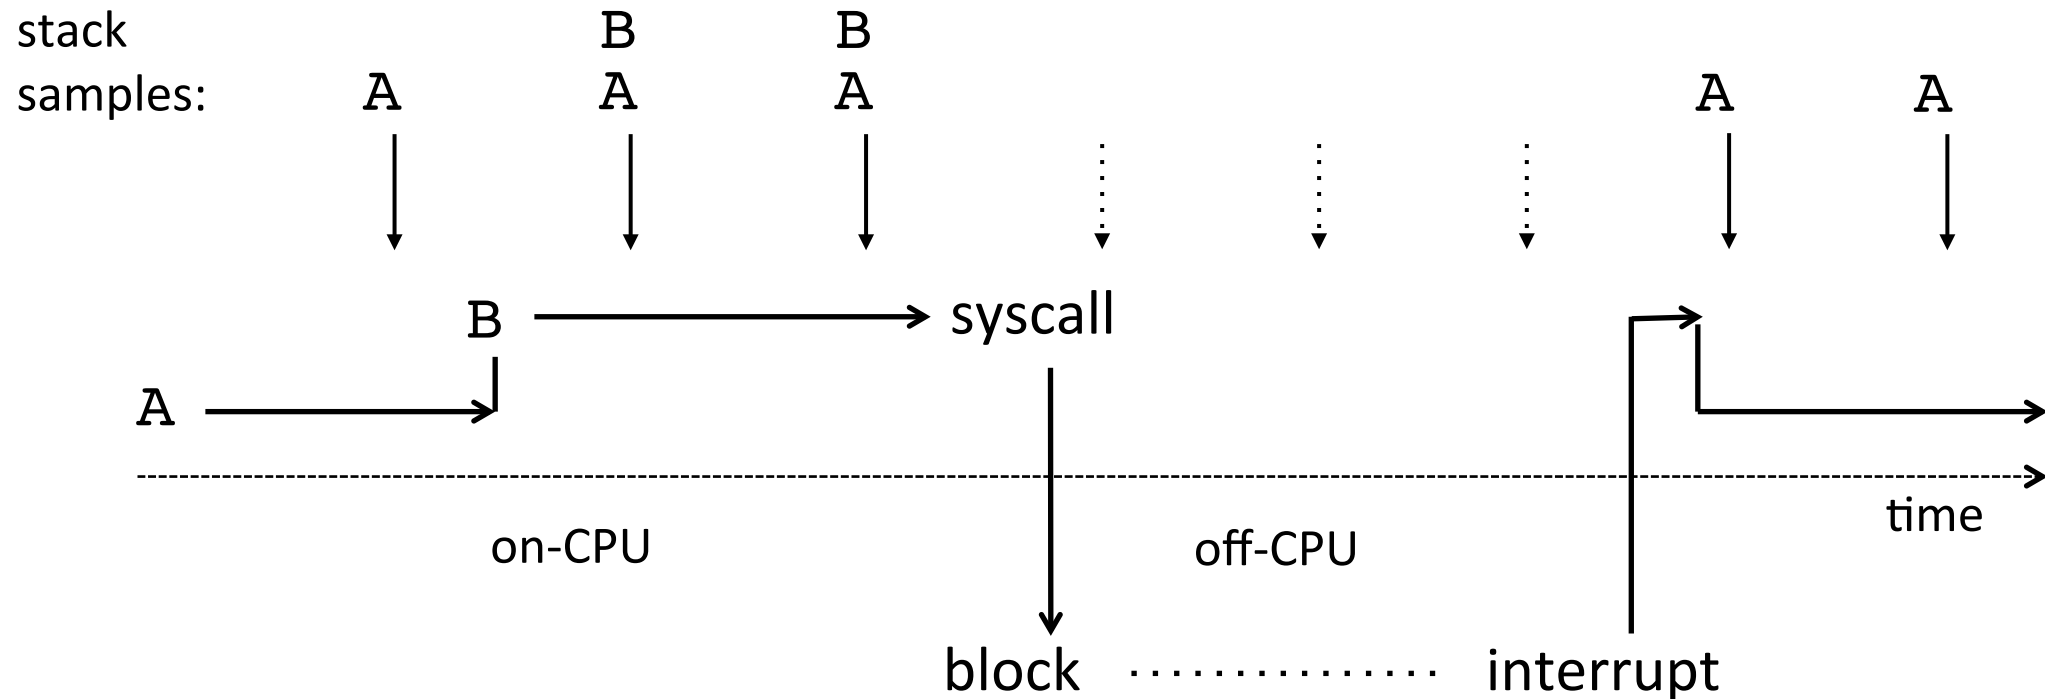 stack B B
samples: A A A A A
B syscall
A
time
on-CPU off-CPU
block interrupt